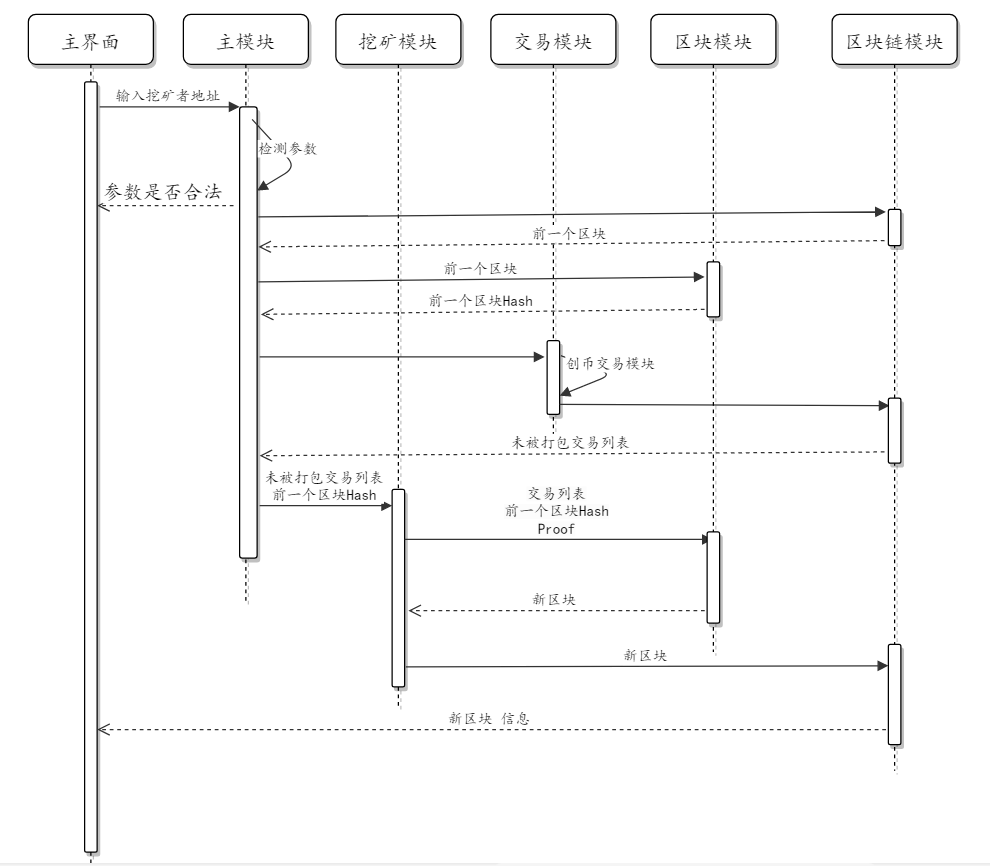 主界面
主模块
挖矿模块
交易模块
区块模块
区块链模块
输入挖矿者地址
检测参数
参数是否合法
前一个区块
前一个区块
前一个区块Hash
创币交易模块
未被打包交易列表
未被打包交易列表
前一个区块Hash
交易列表
前一个区块Hash
Proof
新区块
新区块
新区块 信息